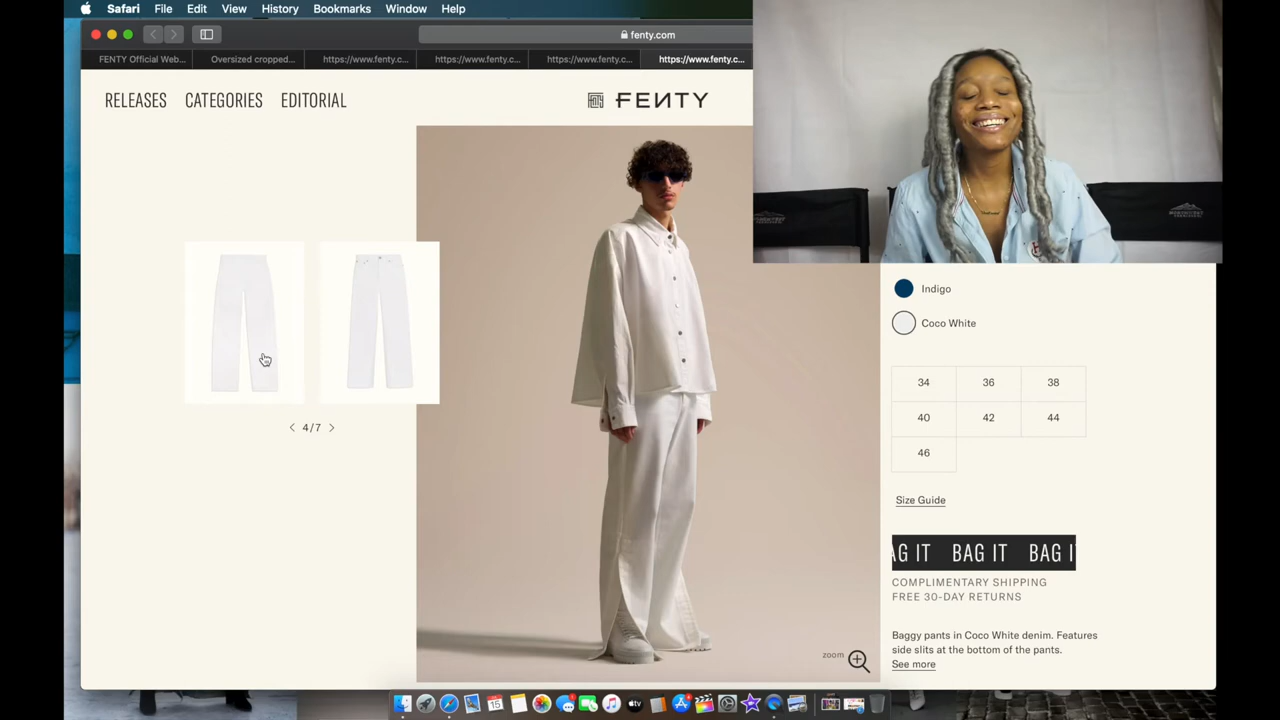 Safari File Edit View History Bookmarks Window Help
fenty.com
FENTY Official Web... Oversized cropped... https://www.fenty.c... https://www.fenty.c... https://www.fenty.c... https://www.fenty.c...
RELEASES CATEGORIES EDITORIAL
FENTY
Indigo
Coco White
34 36 38
40 42 44
46
4/7
Size Guide
AG IT BAG IT BAG I
COMPLIMENTARY SHIPPING
FREE 30-DAY RETURNS
Baggy pants in Coco White denim. Features
side slits at the bottom of the pants.
See more
zoom
15
tv